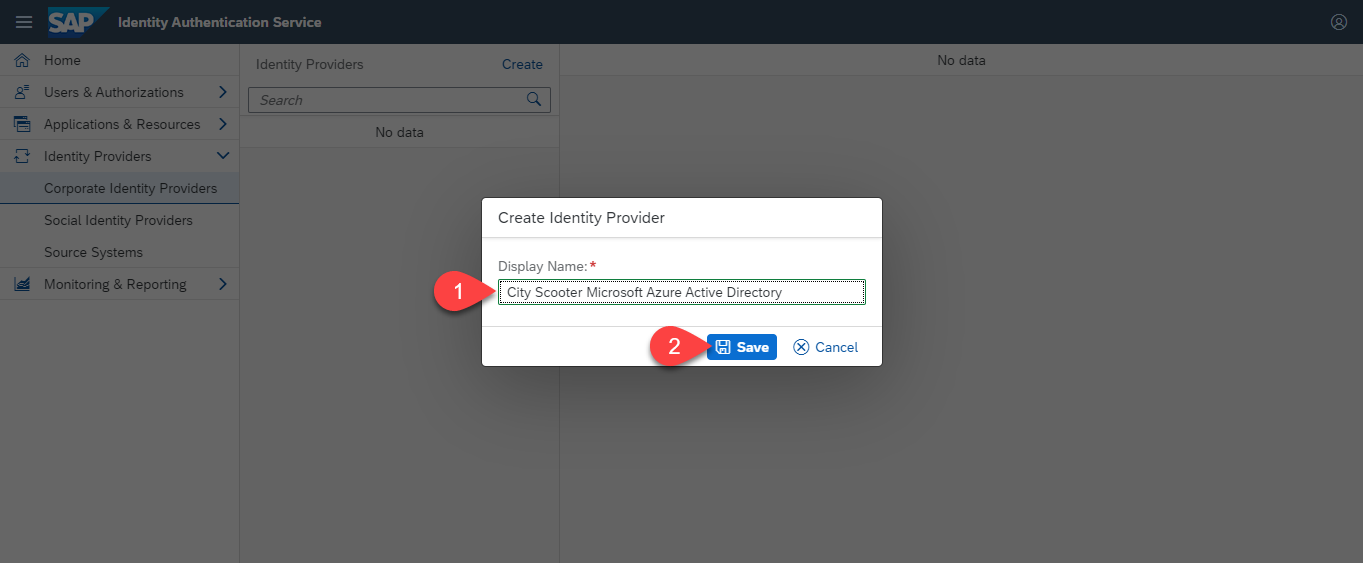 SAP Identity Authentication Service
Home
Users & Authorizations
Applications & Resources
Identity Providers
Corporate Identity Providers
Social Identity Providers
Source Systems
Monitoring & Reporting
Identity Providers Create
Search
No data
No data
Create Identity Provider
Display Name: *
1 City Scooter Microsoft Azure Active Directory
2 Save Cancel